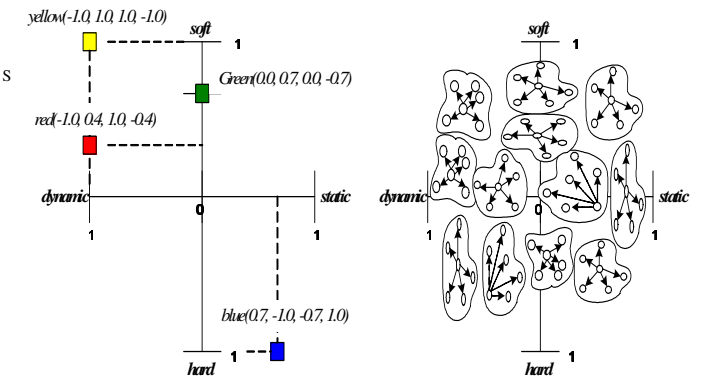 yellow(-1.0, 1.0, 1.0, -1.0)
soft
1
S
Green(0.0, 0.7, 0.0, -0.7)
red(-1.0, 0.4, 1.0, -0.4)
dynamic
static
0
1
1
blue(0.7, -1.0, -0.7, 1.0)
1
hard
soft
1
dynamic
static
0
1
1
1
hard